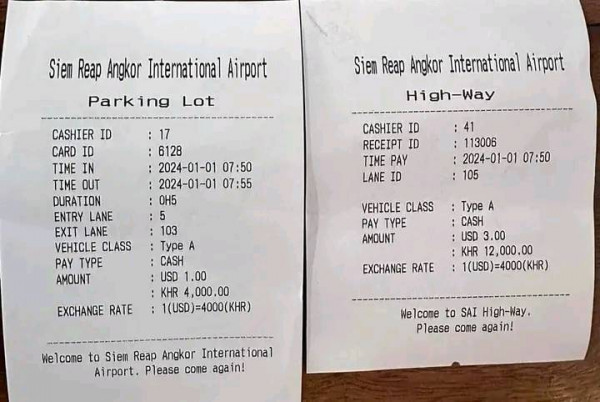 Siem Reap Angkor International Airport
Parking Lot
CASHIER ID : 17
CARD ID : 6128
TIME IN : 2024-01-01 07:50
TIME OUT : 2024-01-01 07:55
DURATION : 0H5
ENTRY LANE : 5
EXIT LANE : 103
VEHICLE CLASS : Type A
PAY TYPE : CASH
AMOUNT : USD 1.00
: KHR 4,000.00
EXCHANGE RATE : 1(USD)=4000(KHR)
Welcome to Siem Reap Angkor International
Airport. Please come again!
Siem Reap Angkor International Airport
High-Way
CASHIER ID : 41
RECEIPT ID : 113006
TIME PAY : 2024-01-01 07:50
LANE ID : 105
VEHICLE CLASS : Type A
PAY TYPE : CASH
AMOUNT : USD 3.00
: KHR 12,000.00
EXCHANGE RATE : 1(USD)=4000(KHR)
Welcome to SAI High-Way.
Please come again!